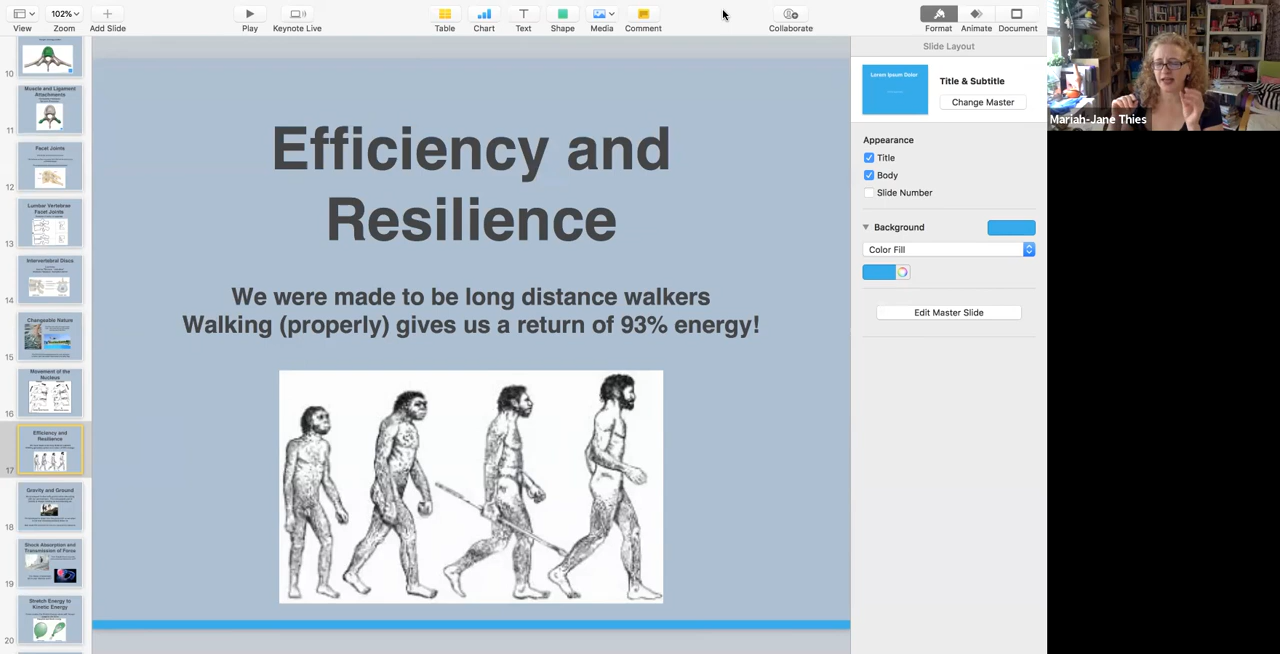 102%
View
Zoom
Add Slide
Play
Keynote Live
Table
Chart
Text
Shape
Media
Comment
Collaborate
Format
Animate
Document
10
Muscle and Ligament
Attachments
11
Facet Joints
12
Lumbar Vertebrae
Facet Joints
13
Intervertebral Discs
14
Changeable Nature
15
Movement of the
Nucleus
16
Efficiency and
Resilience
17
Gravity and Ground
18
Shock Absorption and
Transmission of Force
19
Stretch Energy to
Kinetic Energy
20
Efficiency and
Resilience
We were made to be long distance walkers
Walking (properly) gives us a return of 93% energy!
Slide Layout
Lorem Ipsum Dolor
Title & Subtitle
Change Master
Appearance
Title
Body
Slide Number
Background
Color Fill
Edit Master Slide
Mariah-Jane Thies